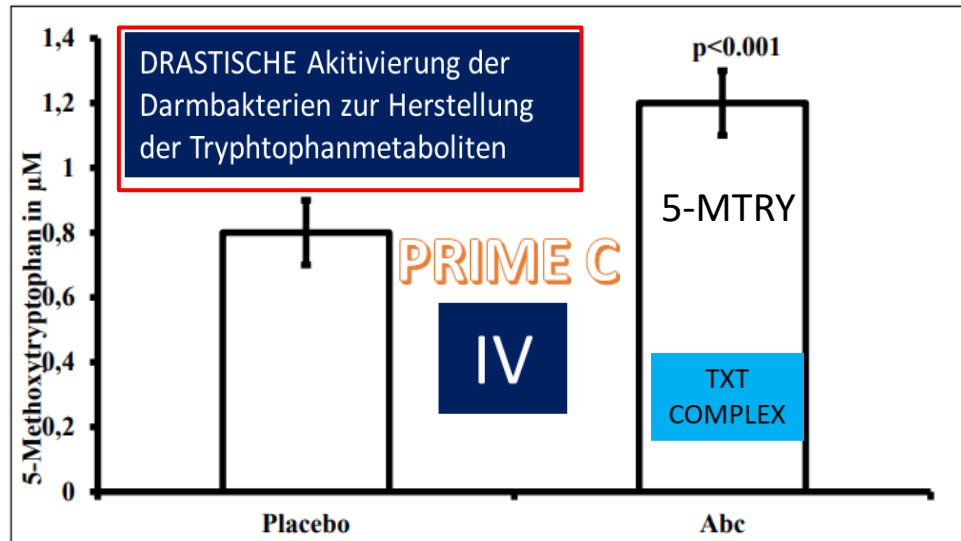 1,4
1,2
1
0,8
0,6
0,4
0,2
0
5-Methoxytryptophan in µM
DRASTISCHE Akitivierung der
Darmbakterien zur Herstellung
der Tryphtophanmetaboliten
p<0.001
5-MTRY
PRIME C
IV
TXT
COMPLEX
Placebo
Abc